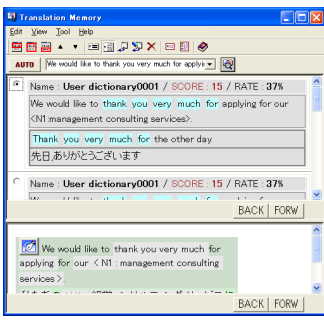 Translation Memory
Edit View Tool Help
AUTO We would like to thank you very much for applyi
Name : User dictionary0001 / SCORE : 15 / RATE : 37%
We would like to thank you very much for applying for our
<N1:management consulting services>.
Thank you very much for the other day
先日,ありがとうございます
Name : User dictionary0001 / SCORE : 15 / RATE : 37%
BACK FORW
We would like to thank you very much for
applying for our < N1 : management consulting
services >.
BACK FORW